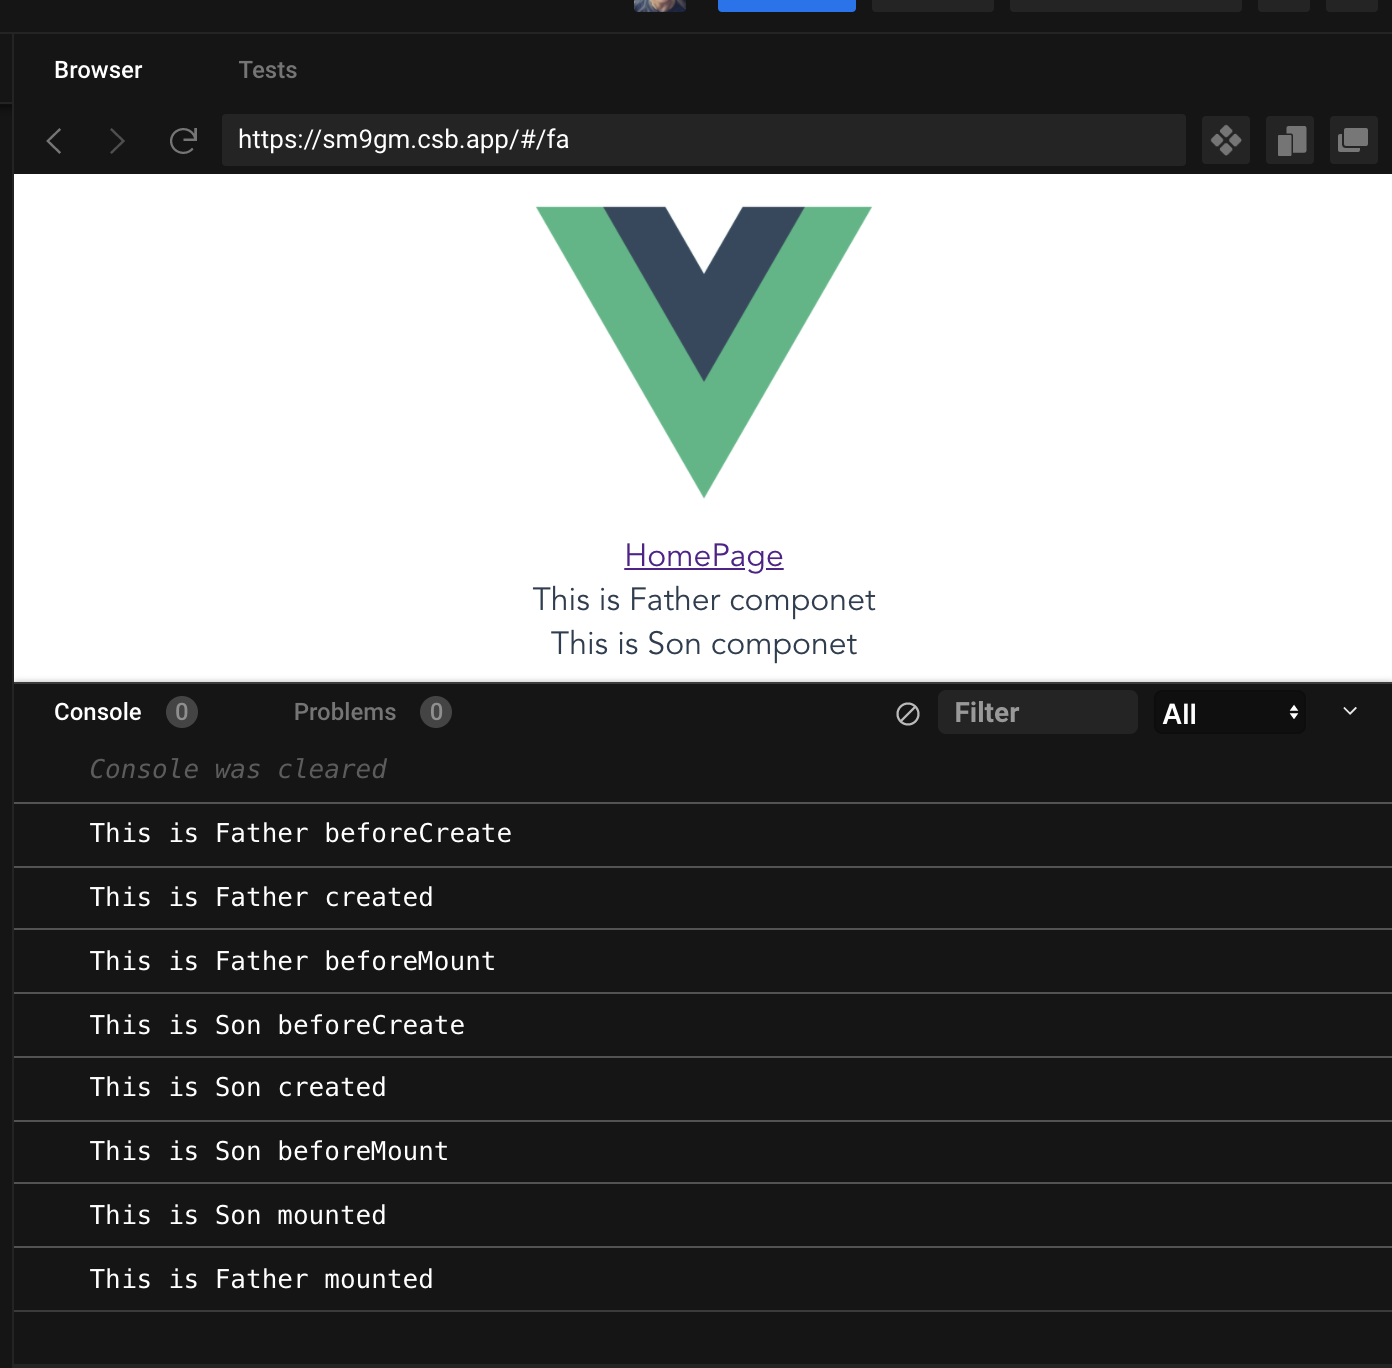 Browser Tests
https://sm9gm.csb.app/#/fa
HomePage
This is Father componet
This is Son componet
Console 0 Problems 0 Filter All
Console was cleared
This is Father beforeCreate
This is Father created
This is Father beforeMount
This is Son beforeCreate
This is Son created
This is Son beforeMount
This is Son mounted
This is Father mounted